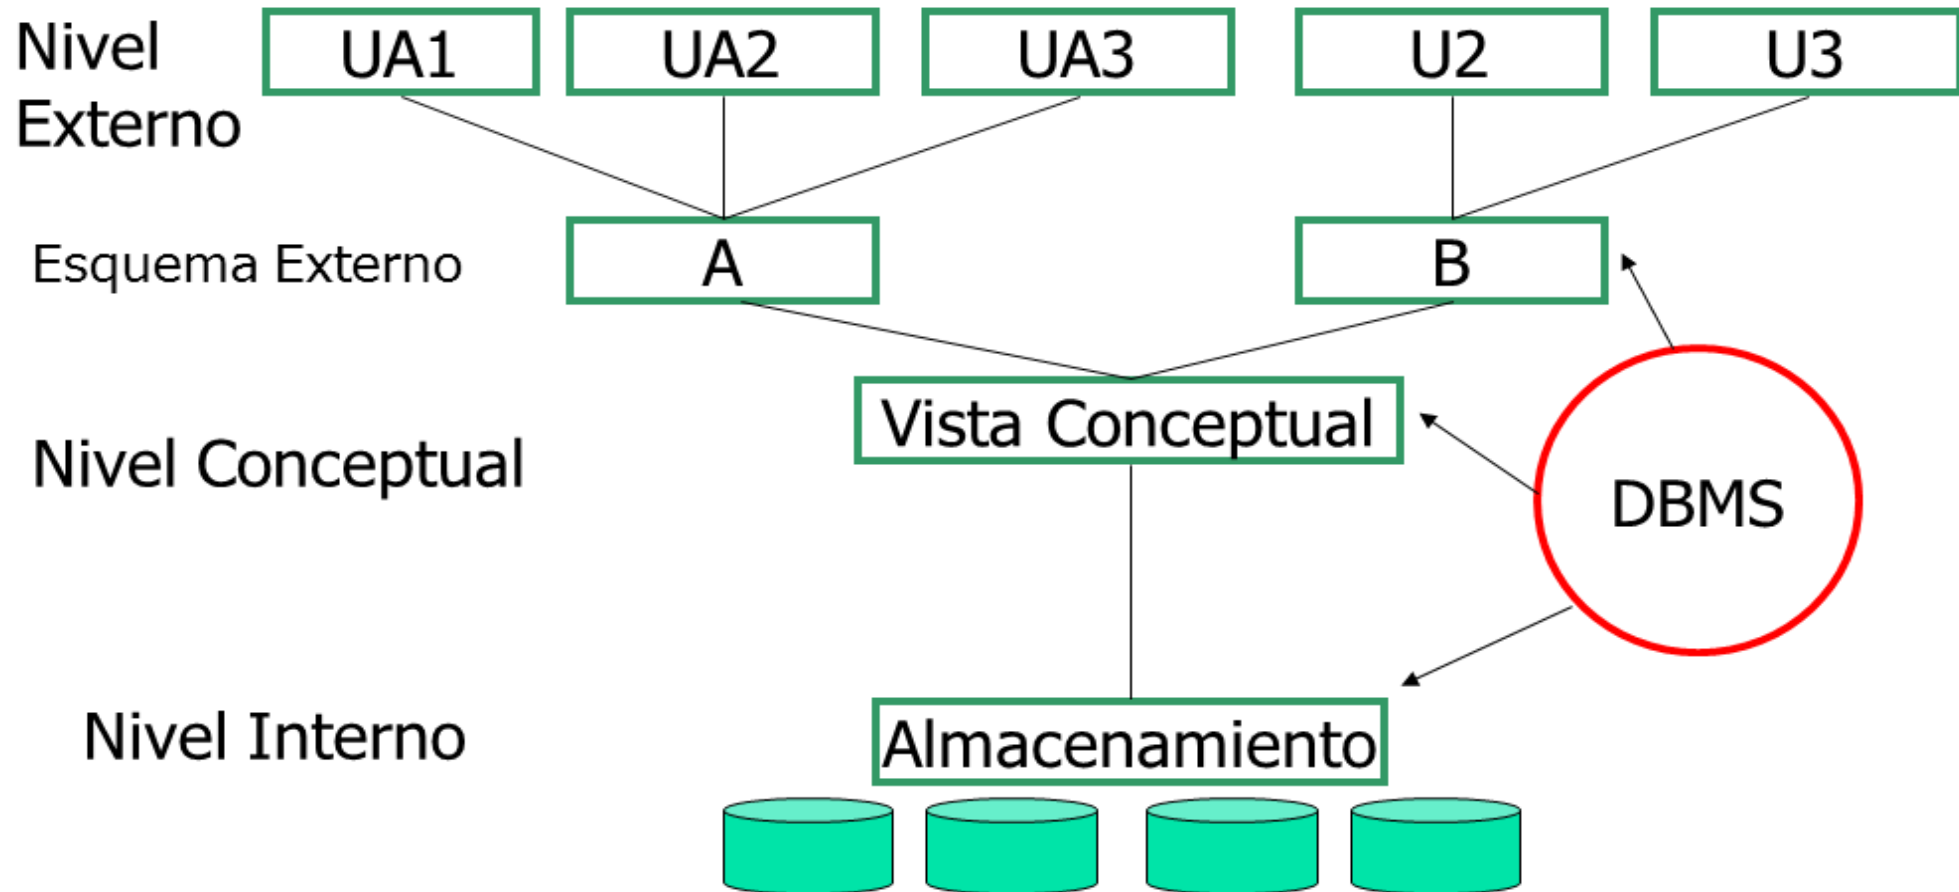 Nivel
Externo
UA1
UA2
UA3
U2
U3
Esquema Externo
A
B
Nivel Conceptual
Vista Conceptual
DBMS
Nivel Interno
Almacenamiento